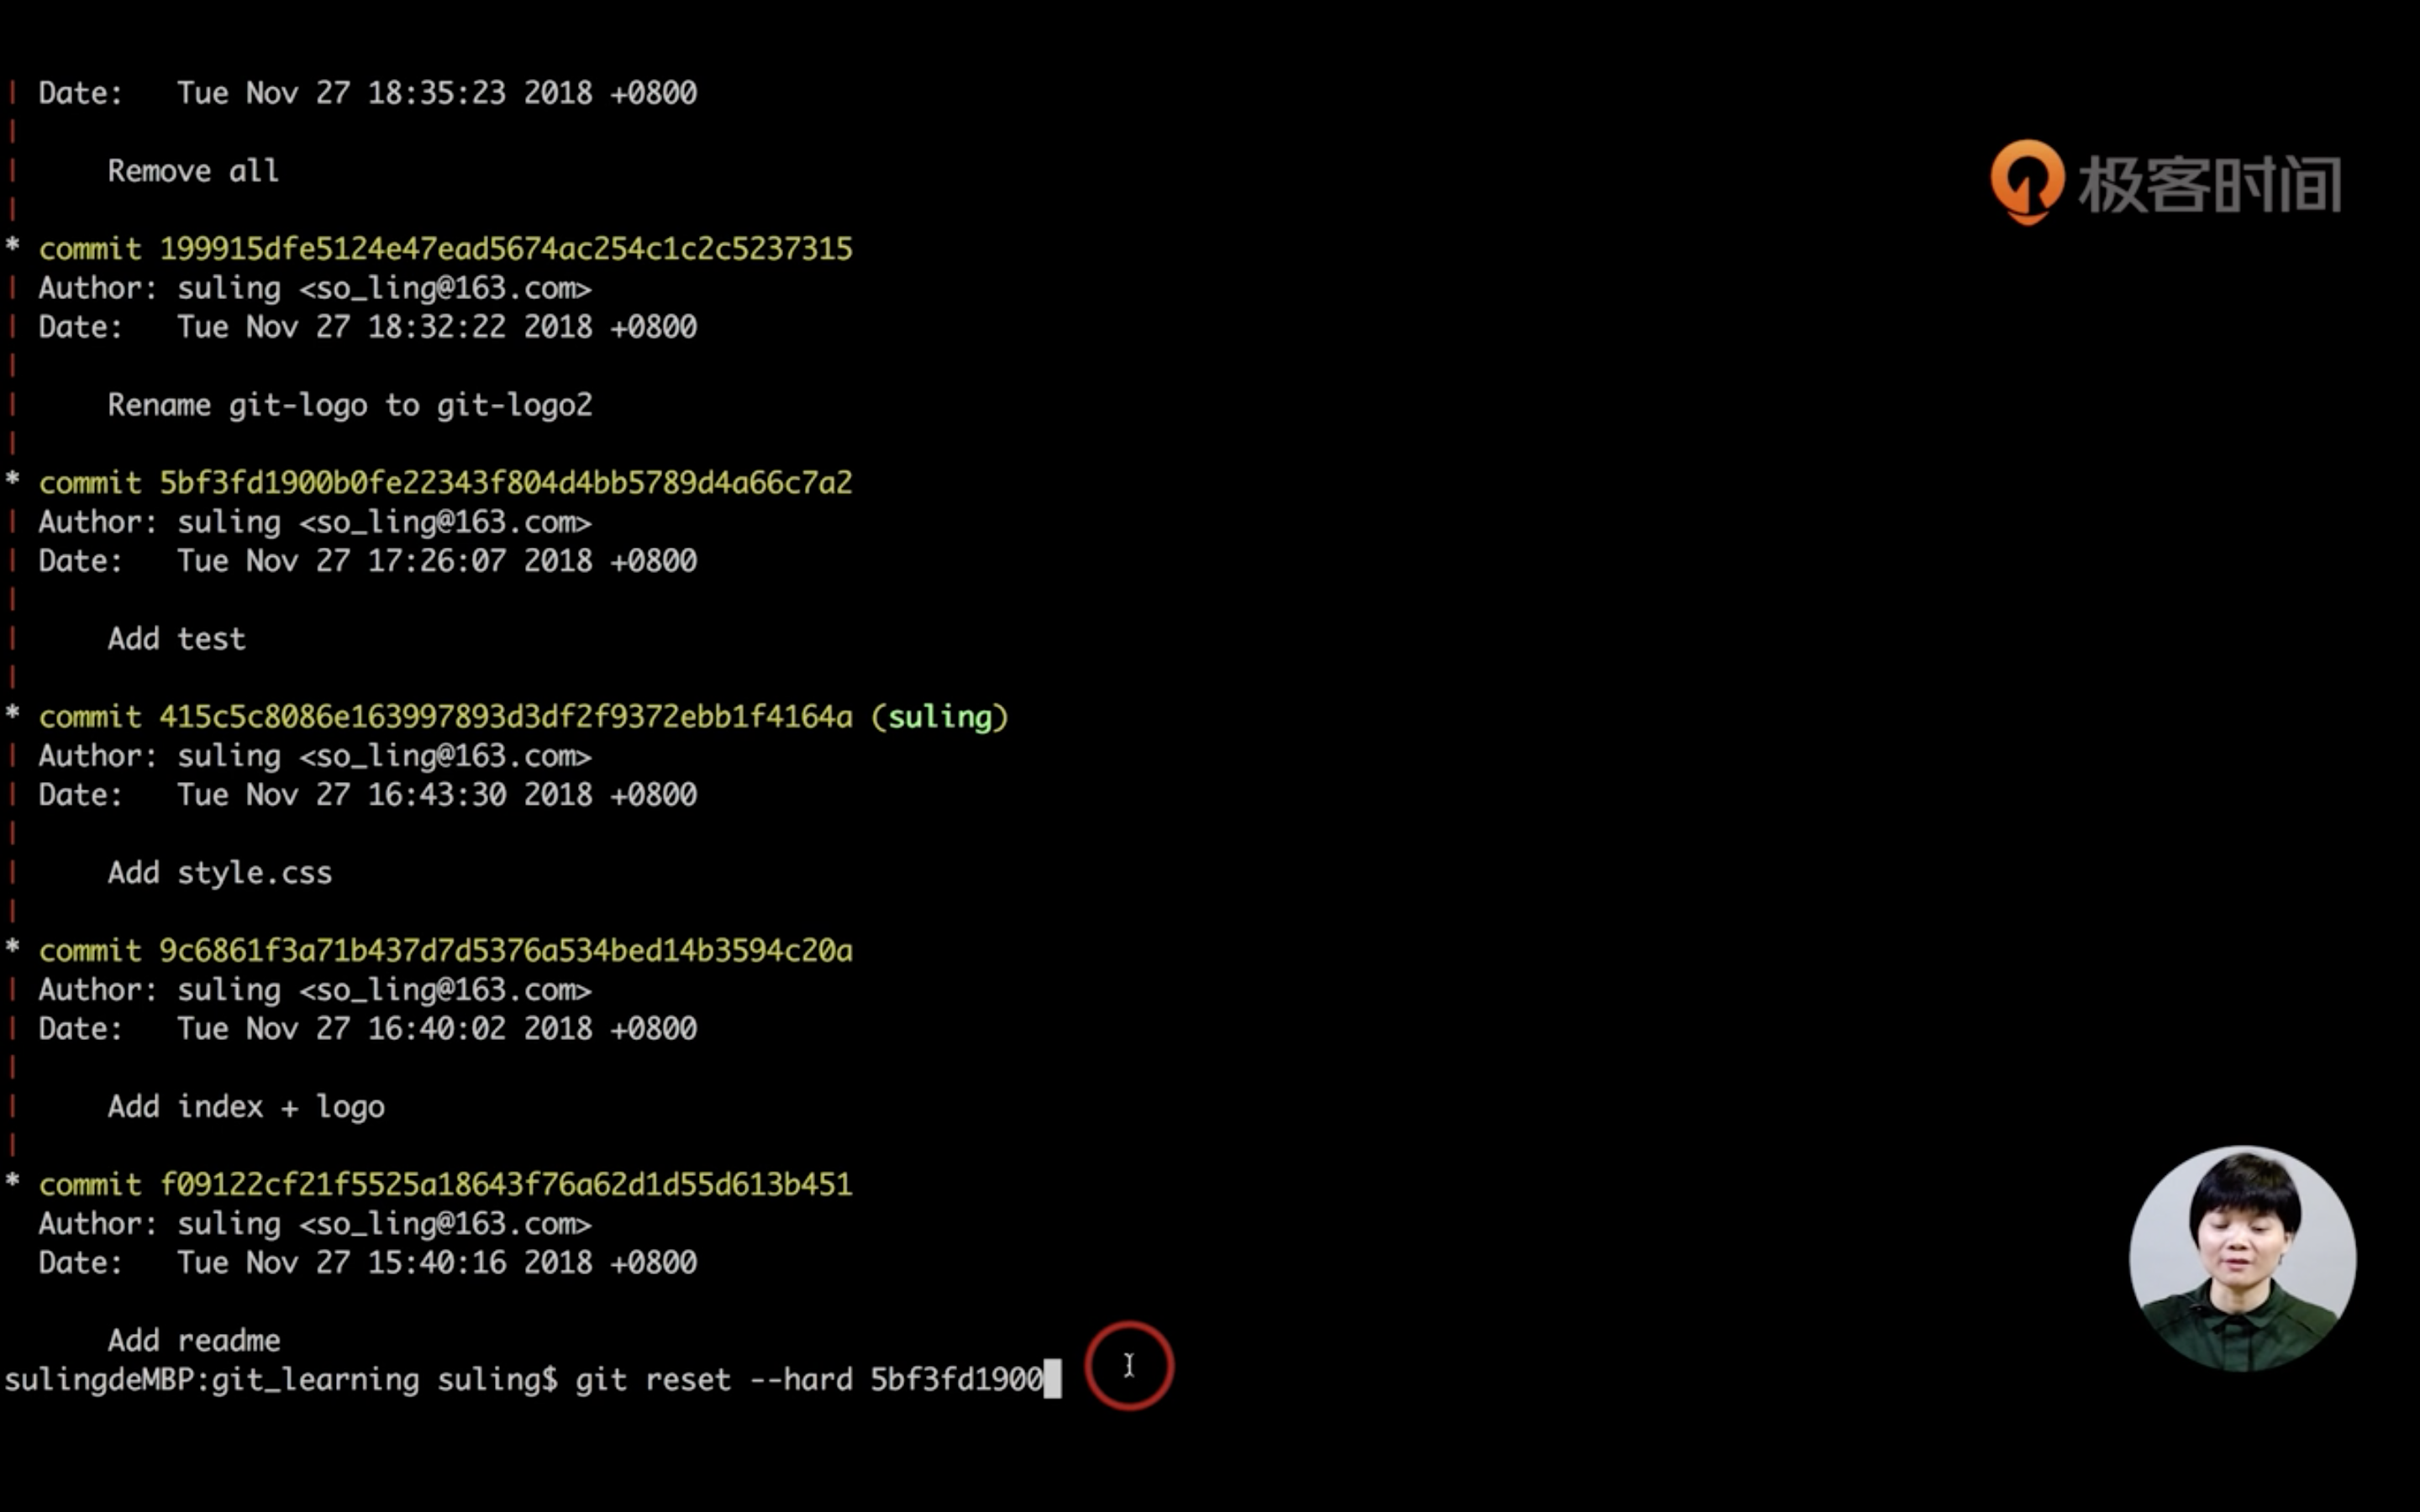 | Date:   Tue Nov 27 18:35:23 2018 +0800
|
|     Remove all
|
* commit 199915dfe5124e47ead5674ac254c1c2c5237315
| Author: suling <so_ling@163.com>
| Date:   Tue Nov 27 18:32:22 2018 +0800
|
|     Rename git-logo to git-logo2
|
* commit 5bf3fd1900b0fe22343f804d4bb5789d4a66c7a2
| Author: suling <so_ling@163.com>
| Date:   Tue Nov 27 17:26:07 2018 +0800
|
|     Add test
|
* commit 415c5c8086e163997893d3df2f9372ebb1f4164a (suling)
| Author: suling <so_ling@163.com>
| Date:   Tue Nov 27 16:43:30 2018 +0800
|
|     Add style.css
|
* commit 9c6861f3a71b437d7d5376a534bed14b3594c20a
| Author: suling <so_ling@163.com>
| Date:   Tue Nov 27 16:40:02 2018 +0800
|
|     Add index + logo
|
* commit f09122cf21f5525a18643f76a62d1d55d613b451
  Author: suling <so_ling@163.com>
  Date:   Tue Nov 27 15:40:16 2018 +0800

      Add readme
sulingdeMBP:git_learning suling$ git reset --hard 5bf3fd1900
极客时间